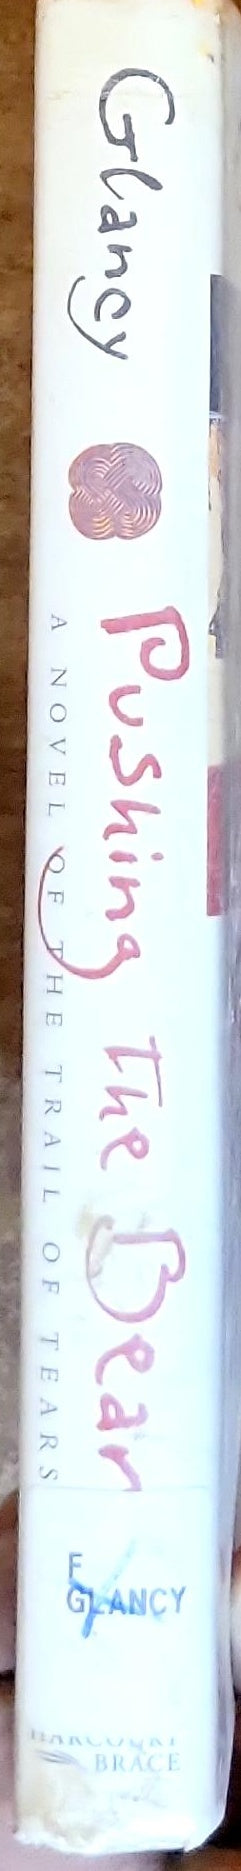 Glancy
Pushing the Bear
A NOVEL OF THE TRAIL OF TEARS
F
GLANCY
HARCOURT
BRACE